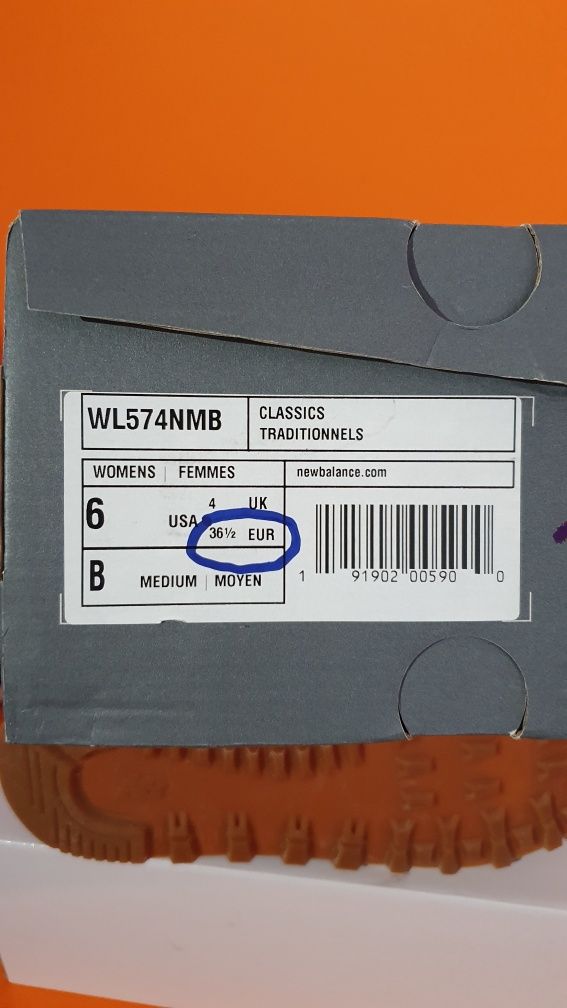 WL574NMB
CLASSICS
TRADITIONNELS
WOMENS | FEMMES
newbalance.com
6 USA
4 UK
36½ EUR
B MEDIUM | MOYEN
1 91902 00590 0